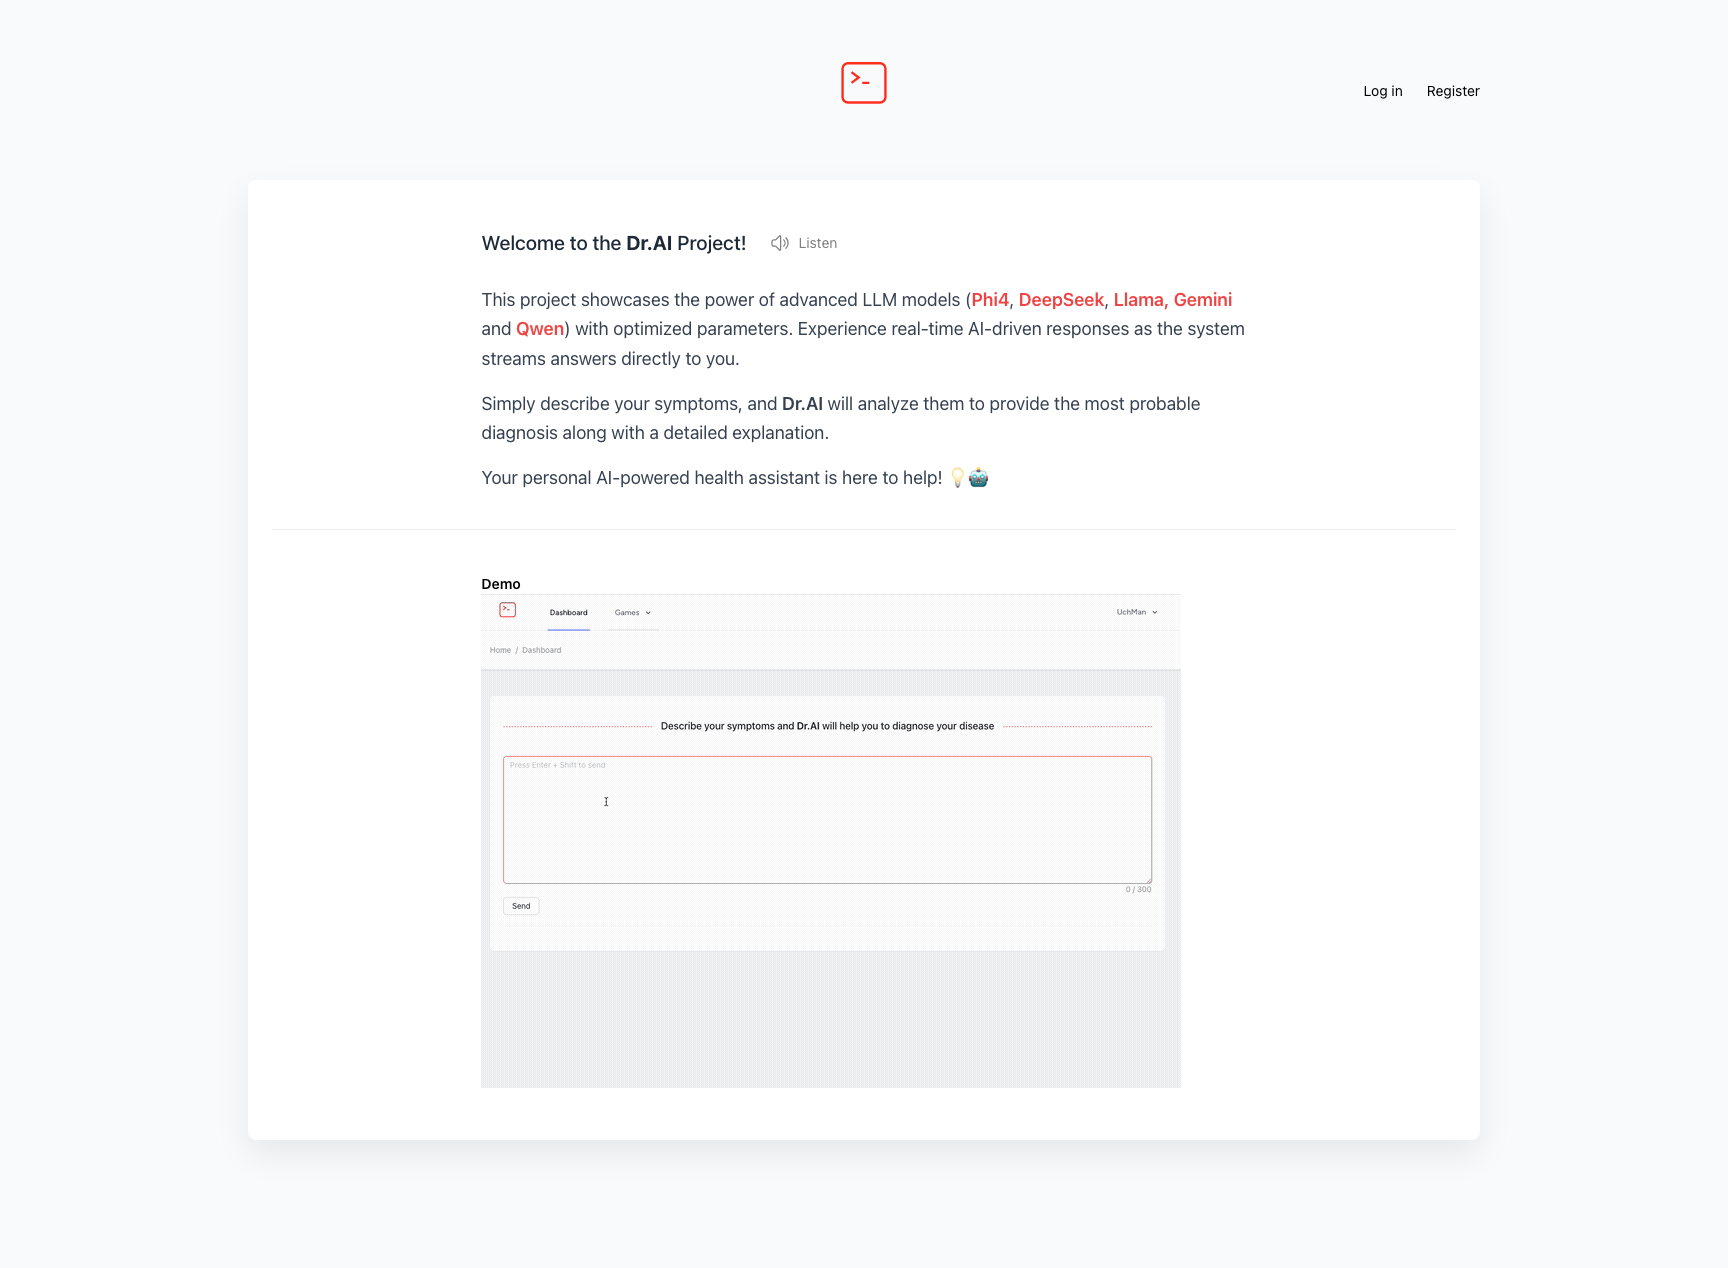 >-
Log in Register
Welcome to the Dr.AI Project! Listen
This project showcases the power of advanced LLM models (Phi4, DeepSeek, Llama, Gemini
and Qwen) with optimized parameters. Experience real-time AI-driven responses as the system
streams answers directly to you.
Simply describe your symptoms, and Dr.AI will analyze them to provide the most probable
diagnosis along with a detailed explanation.
Your personal AI-powered health assistant is here to help! 💡🤖
Demo
>-
Dashboard Games UchMan
Home / Dashboard
Describe your symptoms and Dr.AI will help you to diagnose your disease
Press Enter + Shift to send
0 / 300
Send